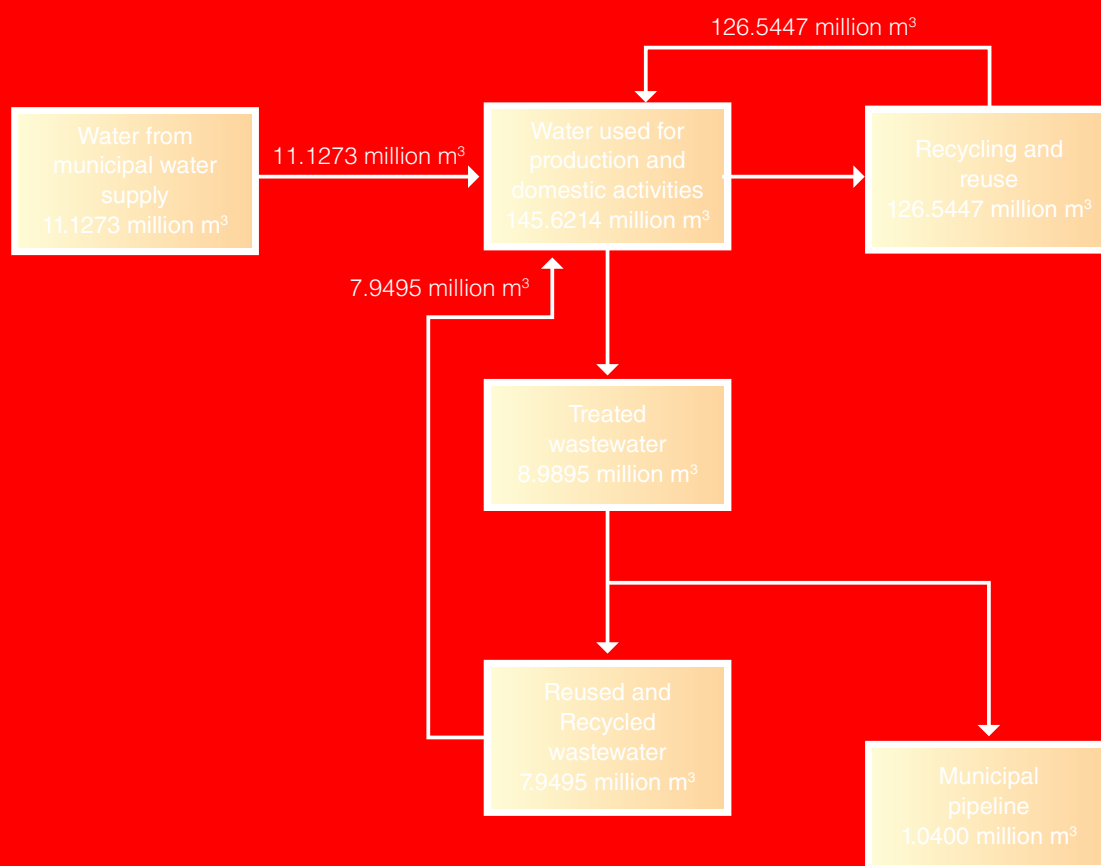 126.5447 million m³
Water from
municipal water
supply
11.1273 million m³
11.1273 million m³
Water used for
production and
domestic activities
145.6214 million m³
Recycling and
reuse
126.5447 million m³
7.9495 million m³
Treated
wastewater
8.9895 million m³
Reused and
Recycled
wastewater
7.9495 million m³
Municipal
pipeline
1.0400 million m³